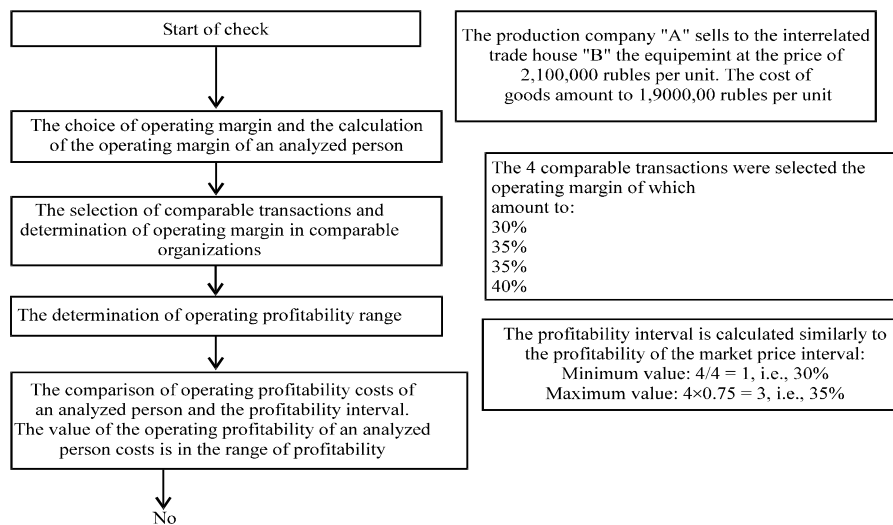 Start of check
The choice of operating margin and the calculation
of the operating margin of an analyzed person
The selection of comparable transactions and
determination of operating margin in comparable
organizations
The determination of operating profitability range
The comparison of operating profitability costs of
an analyzed person and the profitability interval.
The value of the operating profitability of an analyzed
person costs is in the range of profitability
No
The production company "A" sells to the interrelated
trade house "B" the equipemint at the price of
2,100,000 rubles per unit. The cost of
goods amount to 1,9000,00 rubles per unit
The 4 comparable transactions were selected the
operating margin of which
amount to:
30%
35%
35%
40%
The profitability interval is calculated similarly to
the profitability of the market price interval:
Minimum value: 4/4 = 1, i.e., 30%
Maximum value: 4×0.75 = 3, i.e., 35%